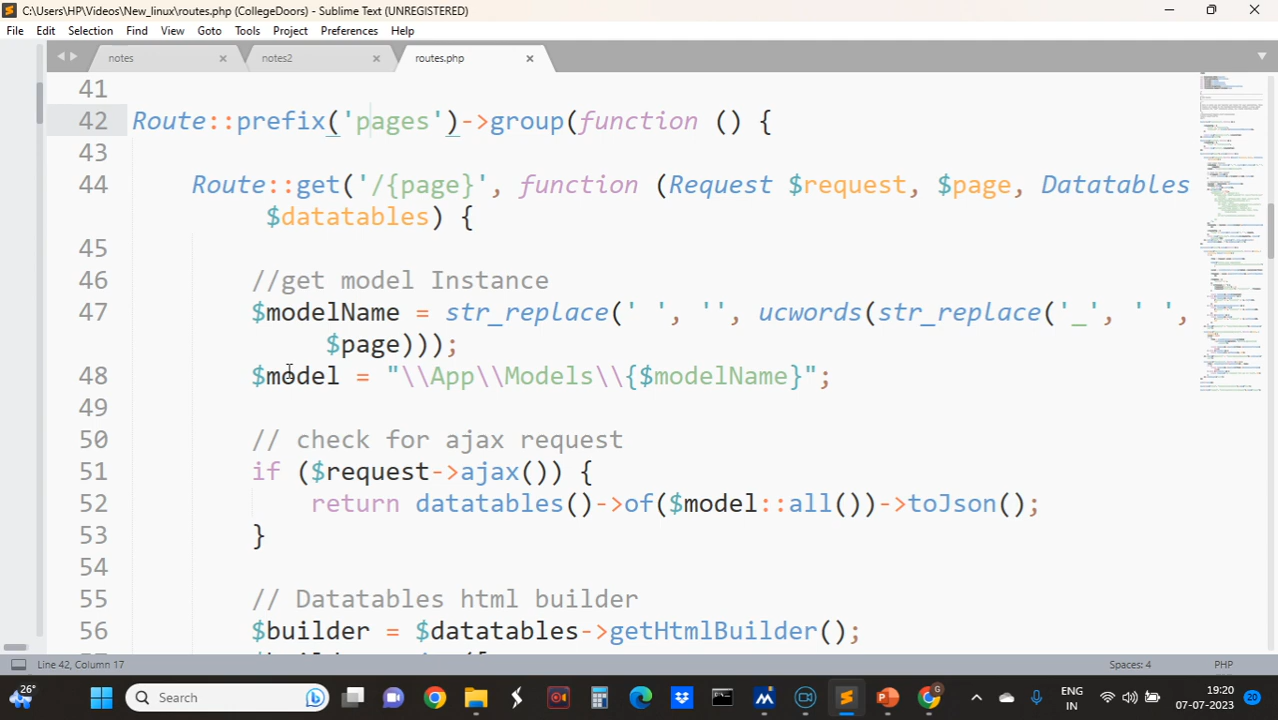 C:\Users\HP\Videos\New_linux\routes.php (CollegeDoors) - Sublime Text (UNREGISTERED)
File Edit Selection Find View Goto Tools Project Preferences Help
notes × notes2 × routes.php ×
41
42 Route::prefix('pages')->group(function () {
43
44 Route::get('/{page}', function (Request $request, $page, Datatables
$datatables) {
45
46 //get model Instance
47 $modelName = str_replace(' ', '', ucwords(str_replace('_', ' ',
$page)));
48 $model = "\\App\\Models\\{$modelName}";
49
50 // check for ajax request
51 if ($request->ajax()) {
52 return datatables()->of($model::all())->toJson();
53 }
54
55 // Datatables html builder
56 $builder = $datatables->getHtmlBuilder();
Line 42, Column 17 Spaces: 4 PHP
26° Search ENG 19:20
IN 07-07-2023 20